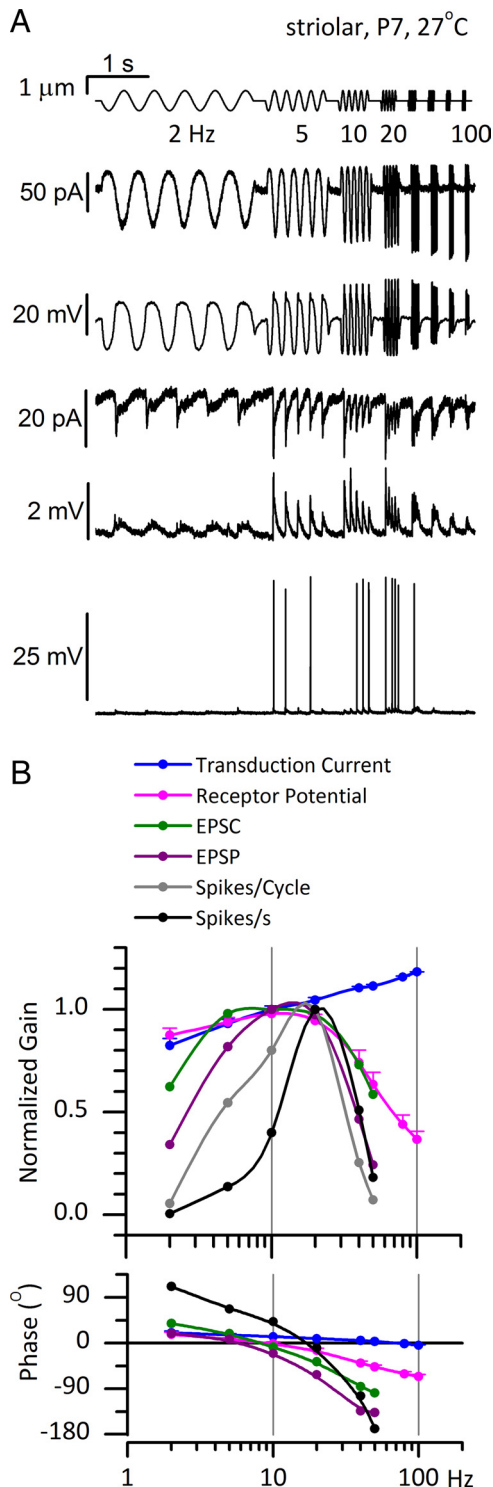 A
striolar, P7, 27°C
1 s
1 μm
2 Hz 5 10 20 100
50 pA
20 mV
20 pA
2 mV
25 mV
B
Transduction Current
Receptor Potential
EPSC
EPSP
Spikes/Cycle
Spikes/s
Normalized Gain
1.0
0.5
0.0
Phase (°)
90
0
-90
-180
1 10 100 Hz